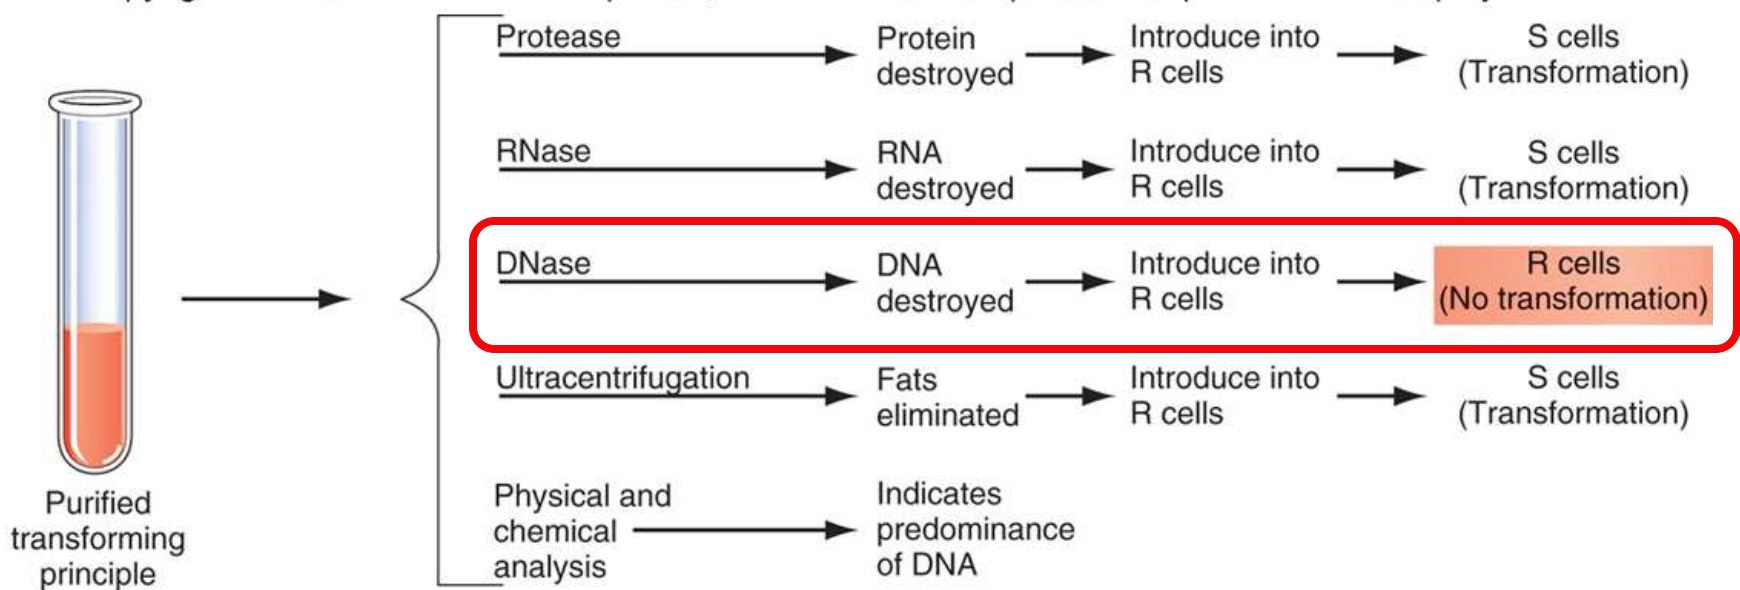 Protease
Protein
destroyed
Introduce into
R cells
S cells
(Transformation)
RNase
RNA
destroyed
Introduce into
R cells
S cells
(Transformation)
DNase
DNA
destroyed
Introduce into
R cells
R cells
(No transformation)
Ultracentrifugation
Fats
eliminated
Introduce into
R cells
S cells
(Transformation)
Physical and
chemical
analysis
Indicates
predominance
of DNA
Purified
transforming
principle